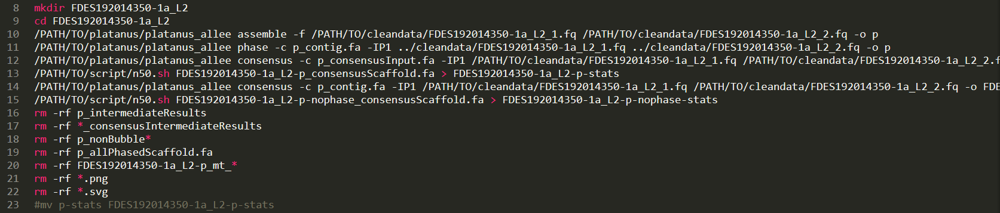 8 mkdir FDES192014350-1a_L2
9 cd FDES192014350-1a_L2
10 /PATH/TO/platanus/platanus_allee assemble -f /PATH/TO/cleandata/FDES192014350-1a_L2_1.fq /PATH/TO/cleandata/FDES192014350-1a_L2_2.fq -o p
11 /PATH/TO/platanus/platanus_allee phase -c p_contig.fa -IP1 ../cleandata/FDES192014350-1a_L2_1.fq ../cleandata/FDES192014350-1a_L2_2.fq -o p
12 /PATH/TO/platanus/platanus_allee consensus -c p_consensusInput.fa -IP1 /PATH/TO/cleandata/FDES192014350-1a_L2_1.fq /PATH/TO/cleandata/FDES192014350-1a_L2_2.f
13 /PATH/TO/script/n50.sh FDES192014350-1a_L2-p_consensusScaffold.fa > FDES192014350-1a_L2-p-stats
14 /PATH/TO/platanus/platanus_allee consensus -c p_contig.fa -IP1 /PATH/TO/cleandata/FDES192014350-1a_L2_1.fq /PATH/TO/cleandata/FDES192014350-1a_L2_2.fq -o FDE
15 /PATH/TO/script/n50.sh FDES192014350-1a_L2-p-nophase_consensusScaffold.fa > FDES192014350-1a_L2-p-nophase-stats
16 rm -rf p_intermediateResults
17 rm -rf *_consensusIntermediateResults
18 rm -rf p_nonBubble*
19 rm -rf p_allPhasedScaffold.fa
20 rm -rf FDES192014350-1a_L2-p_mt_*
21 rm -rf *.png
22 rm -rf *.svg
23 #mv p-stats FDES192014350-1a_L2-p-stats